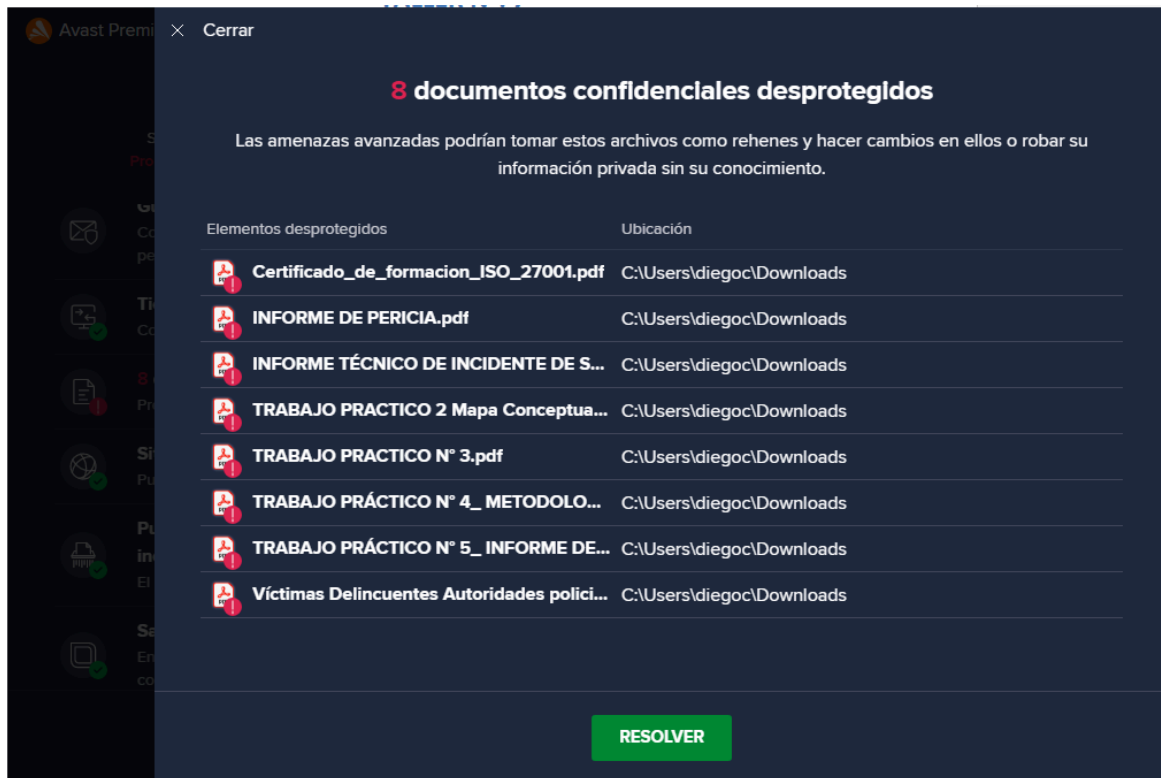 Avast Premi
Cerrar
8 documentos confidenciales desprotegidos
Las amenazas avanzadas podrían tomar estos archivos como rehenes y hacer cambios en ellos o robar su
información privada sin su conocimiento.
Elementos desprotegidos Ubicación
Certificado_de_formacion_ISO_27001.pdf C:\Users\diegoc\Downloads
INFORME DE PERICIA.pdf C:\Users\diegoc\Downloads
INFORME TÉCNICO DE INCIDENTE DE S... C:\Users\diegoc\Downloads
TRABAJO PRACTICO 2 Mapa Conceptua... C:\Users\diegoc\Downloads
TRABAJO PRACTICO N° 3.pdf C:\Users\diegoc\Downloads
TRABAJO PRÁCTICO N° 4_ METODOLO... C:\Users\diegoc\Downloads
TRABAJO PRÁCTICO N° 5_ INFORME DE... C:\Users\diegoc\Downloads
Víctimas Delincuentes Autoridades polici... C:\Users\diegoc\Downloads
RESOLVER